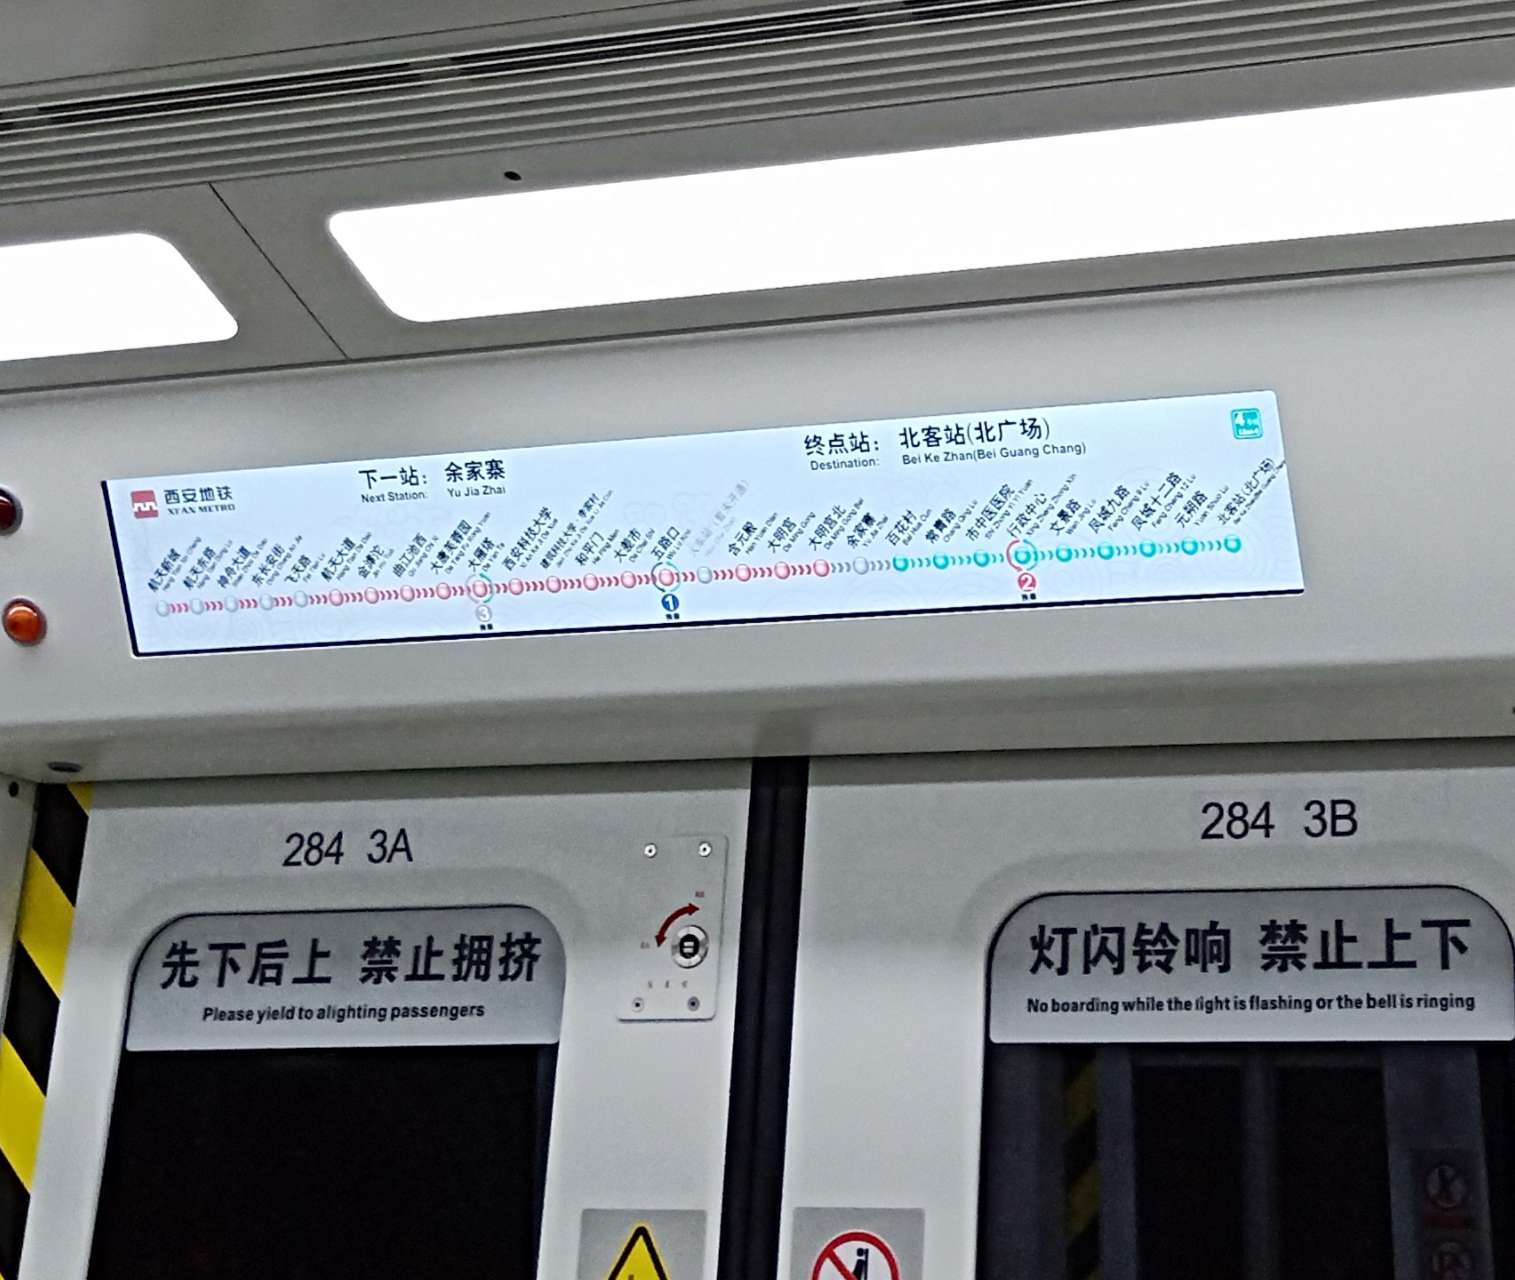 西安地铁
XI'AN METRO
下一站： 余家寨
Next Station: Yu Jia Zhai
终点站： 北客站(北广场)
Destination: Bei Ke Zhan(Bei Guang Chang)
航天新城
航天东路
神舟大道
东长安街
飞天路
航天大道
金滹沱
曲江池西
大唐芙蓉园
大雁塔
西安科技大学
建筑科技大学·李家村
和平门
大差市
五路口
含元殿
大明宫
大明宫北
余家寨
百花村
常青路
市中医医院
行政中心
文景路
凤城九路
凤城十二路
元朔路
北客站(北广场)
3
1
2
284 3A
284 3B
先下后上 禁止拥挤
Please yield to alighting passengers
灯闪铃响 禁止上下
No boarding while the light is flashing or the bell is ringing